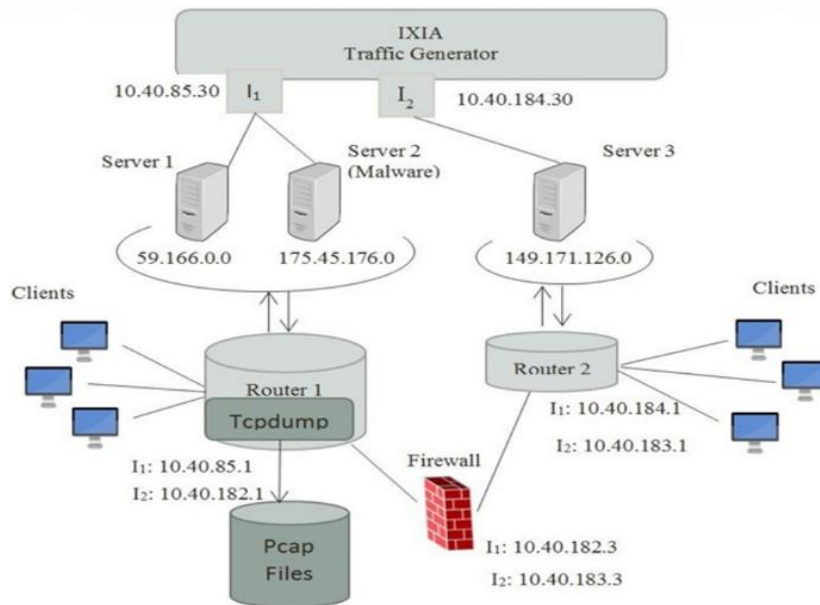 IXIA
Traffic Generator
10.40.85.30
I₁
I₂
10.40.184.30
Server 1
Server 2
(Malware)
Server 3
59.166.0.0
175.45.176.0
149.171.126.0
Clients
Clients
Router 1
Tcpdump
Router 2
I₁: 10.40.184.1
I₂: 10.40.183.1
I₁: 10.40.85.1
I₂: 10.40.182.1
Firewall
Pcap
Files
I₁: 10.40.182.3
I₂: 10.40.183.3